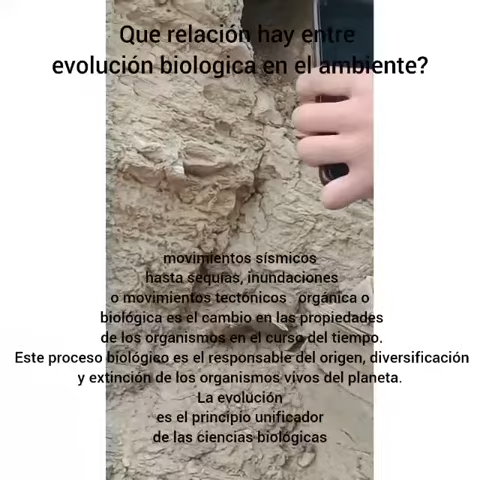 Que relación hay entre
evolución biologica en el ambiente?
movimientos sísmicos
hasta sequías, inundaciones
o movimientos tectónicos orgánica o
biológica es el cambio en las propiedades
de los organismos en el curso del tiempo.
Este proceso biológico es el responsable del origen, diversificación
y extinción de los organismos vivos del planeta.
La evolución
es el principio unificador
de las ciencias biológicas